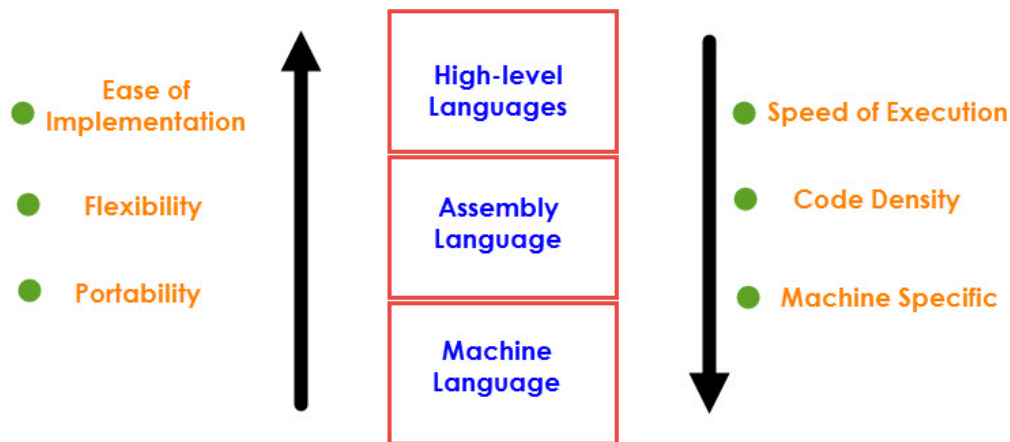 Ease of
Implementation
Flexibility
Portability
High-level
Languages
Assembly
Language
Machine
Language
Speed of Execution
Code Density
Machine Specific